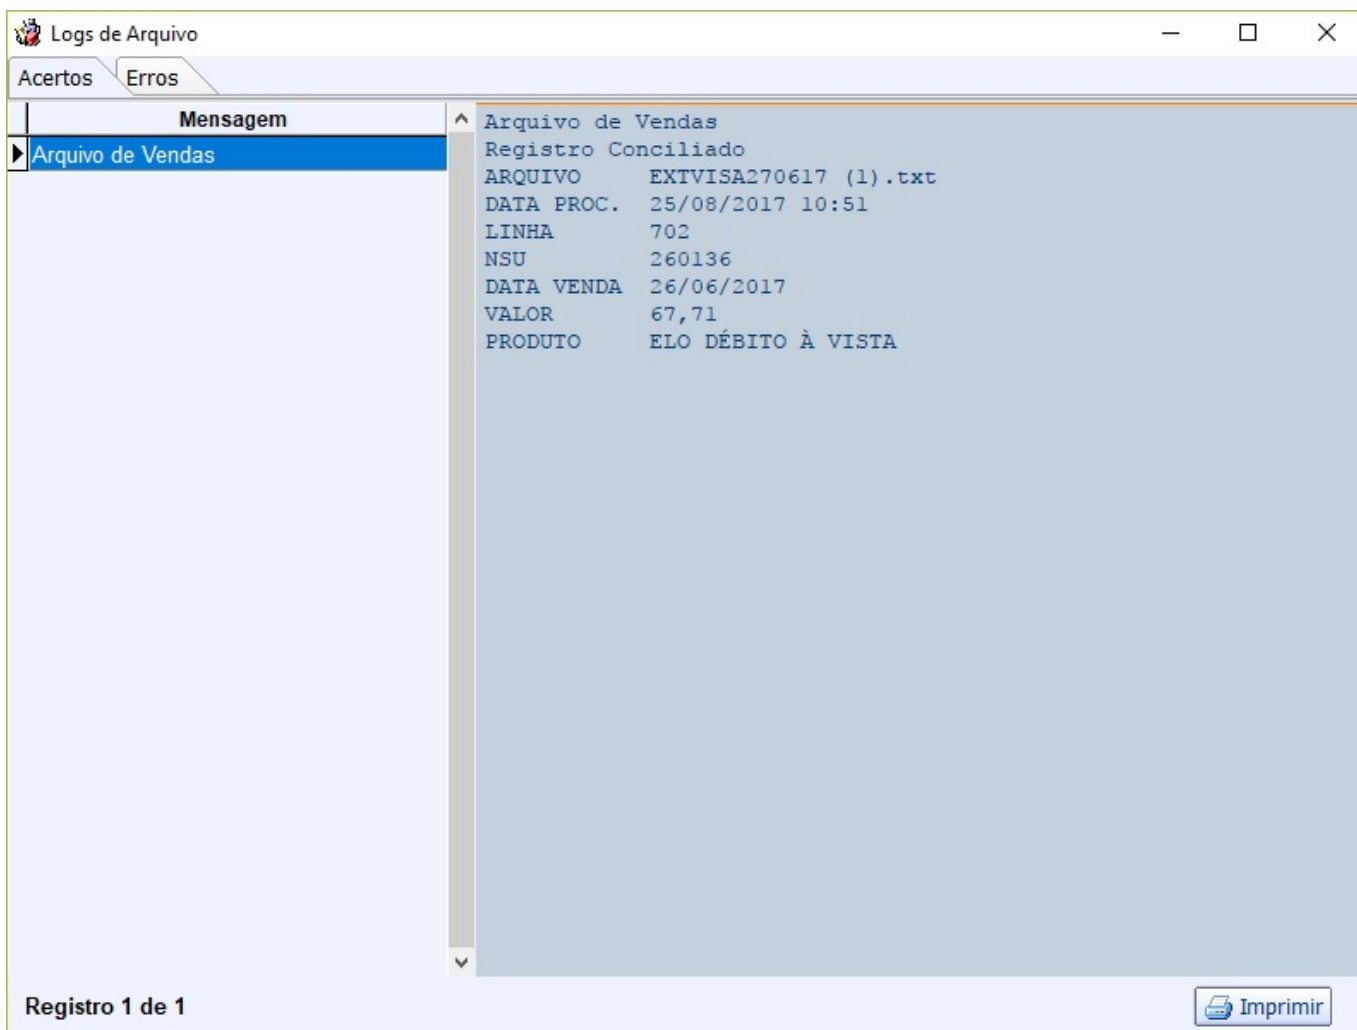 Logs de Arquivo
Acertos Erros
Mensagem
Arquivo de Vendas
Arquivo de Vendas
Registro Conciliado
ARQUIVO EXTVISA270617 (1).txt
DATA PROC. 25/08/2017 10:51
LINHA 702
NSU 260136
DATA VENDA 26/06/2017
VALOR 67,71
PRODUTO ELO DÉBITO À VISTA
Registro 1 de 1
Imprimir